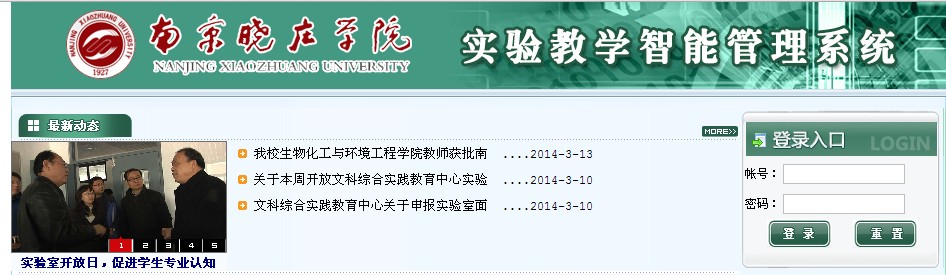 NANJING XIAOZHUANG UNIVERSITY
1927
南京晓庄学院
NANJING XIAOZHUANG UNIVERSITY
实验教学智能管理系统
最新动态
MORE>>
我校生物化工与环境工程学院教师获批南 ....2014-3-13
关于本周开放文科综合实践教育中心实验 ....2014-3-10
文科综合实践教育中心关于申报实验室面 ....2014-3-10
1 2 3 4 5
实验室开放日，促进学生专业认知
登录入口 LOGIN
帐号：
密码：
登 录 重 置